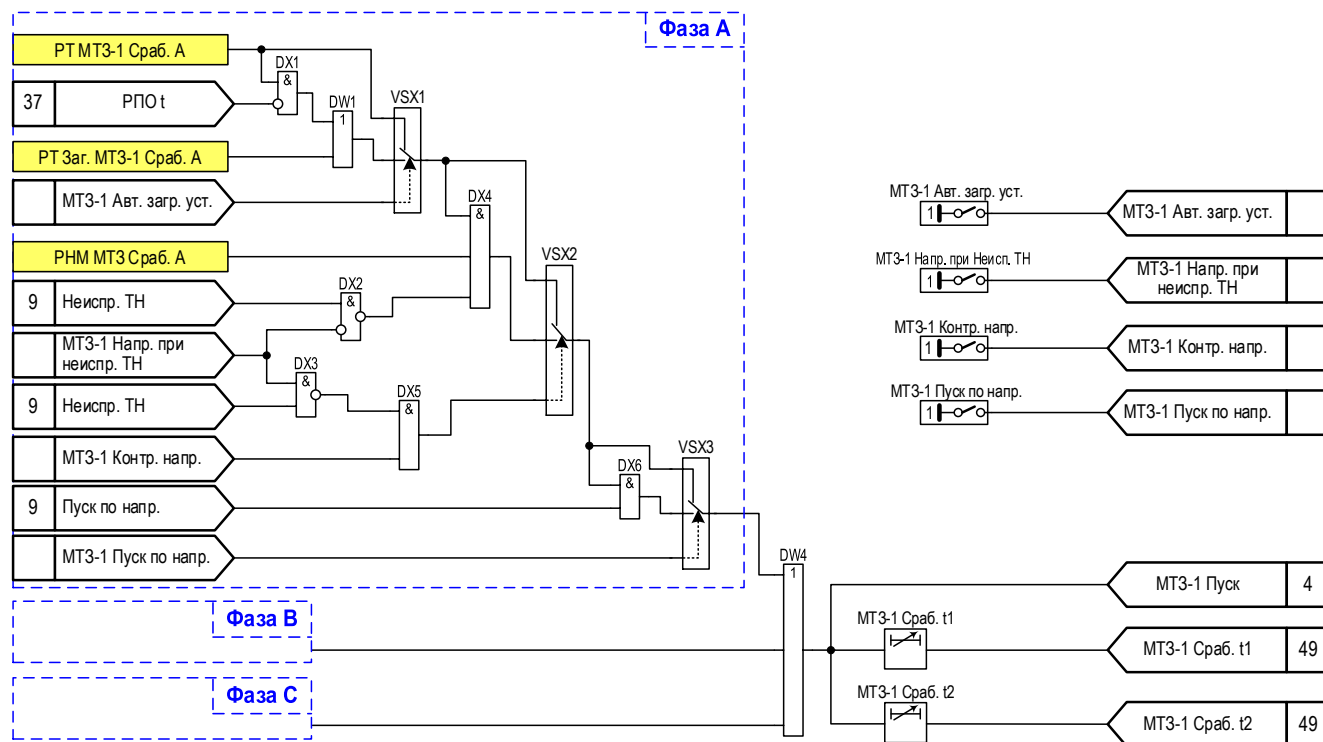 Фаза А
РТ МТЗ-1 Сраб. А
DX1
&
37
РПО t
DW1
1
VSX1
РТ Заг. МТЗ-1 Сраб. А
МТЗ-1 Авт. загр. уст.
DX4
&
РНМ МТЗ Сраб. А
VSX2
9
Неиспр. ТН
DX2
&
МТЗ-1 Напр. при
неиспр. ТН
DX3
&
9
Неиспр. ТН
DX5
&
МТЗ-1 Контр. напр.
VSX3
DX6
&
9
Пуск по напр.
МТЗ-1 Пуск по напр.
DW4
1
Фаза В
Фаза С
МТЗ-1 Авт. загр. уст.
1
МТЗ-1 Авт. загр. уст.
МТЗ-1 Напр. при Неисп. ТН
1
МТЗ-1 Напр. при
неиспр. ТН
МТЗ-1 Контр. напр.
1
МТЗ-1 Контр. напр.
МТЗ-1 Пуск по напр.
1
МТЗ-1 Пуск по напр.
МТЗ-1 Пуск
4
МТЗ-1 Сраб. t1
МТЗ-1 Сраб. t1
49
МТЗ-1 Сраб. t2
МТЗ-1 Сраб. t2
49